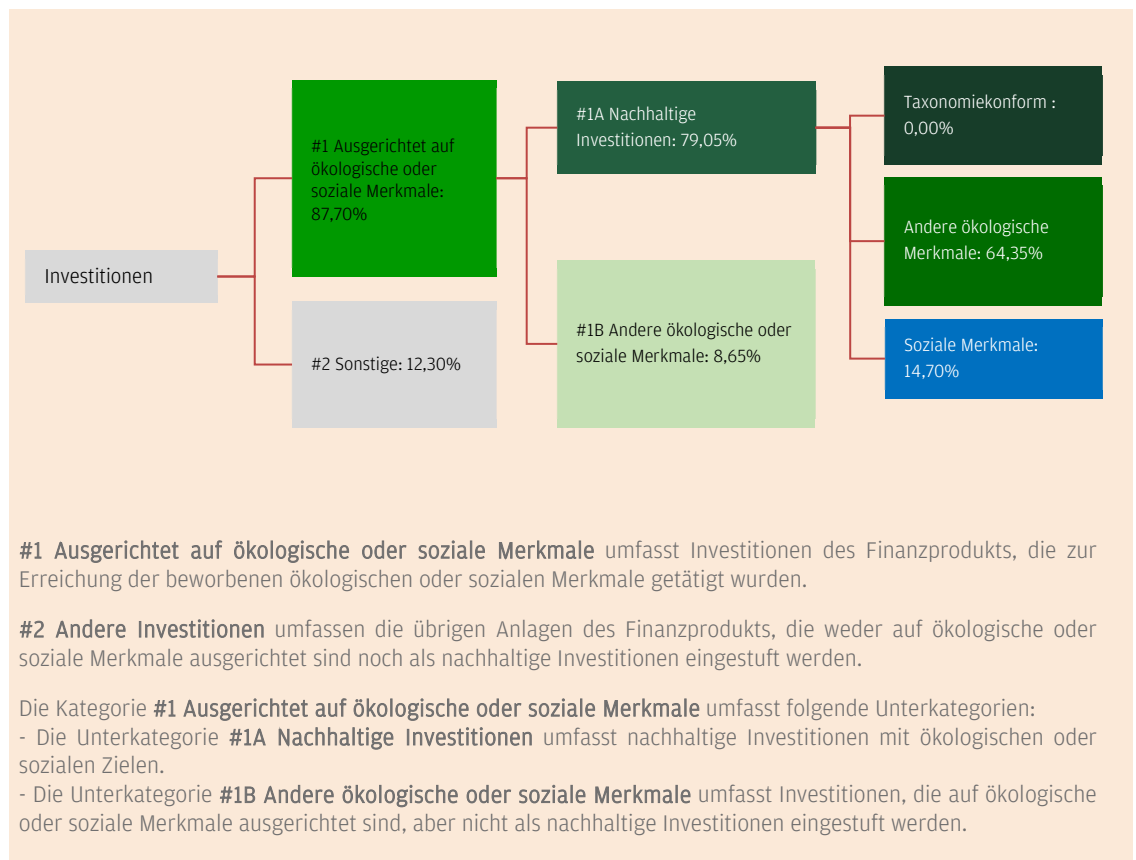 Investitionen
#1 Ausgerichtet auf
ökologische oder
soziale Merkmale:
87,70%
#2 Sonstige: 12,30%
#1A Nachhaltige
Investitionen: 79,05%
#1B Andere ökologische oder
soziale Merkmale: 8,65%
Taxonomiekonform :
0,00%
Andere ökologische
Merkmale: 64,35%
Soziale Merkmale:
14,70%
#1 Ausgerichtet auf ökologische oder soziale Merkmale umfasst Investitionen des Finanzprodukts, die zur
Erreichung der beworbenen ökologischen oder sozialen Merkmale getätigt wurden.
#2 Andere Investitionen umfassen die übrigen Anlagen des Finanzprodukts, die weder auf ökologische oder
soziale Merkmale ausgerichtet sind noch als nachhaltige Investitionen eingestuft werden.
Die Kategorie #1 Ausgerichtet auf ökologische oder soziale Merkmale umfasst folgende Unterkategorien:
- Die Unterkategorie #1A Nachhaltige Investitionen umfasst nachhaltige Investitionen mit ökologischen oder
sozialen Zielen.
- Die Unterkategorie #1B Andere ökologische oder soziale Merkmale umfasst Investitionen, die auf ökologische
oder soziale Merkmale ausgerichtet sind, aber nicht als nachhaltige Investitionen eingestuft werden.